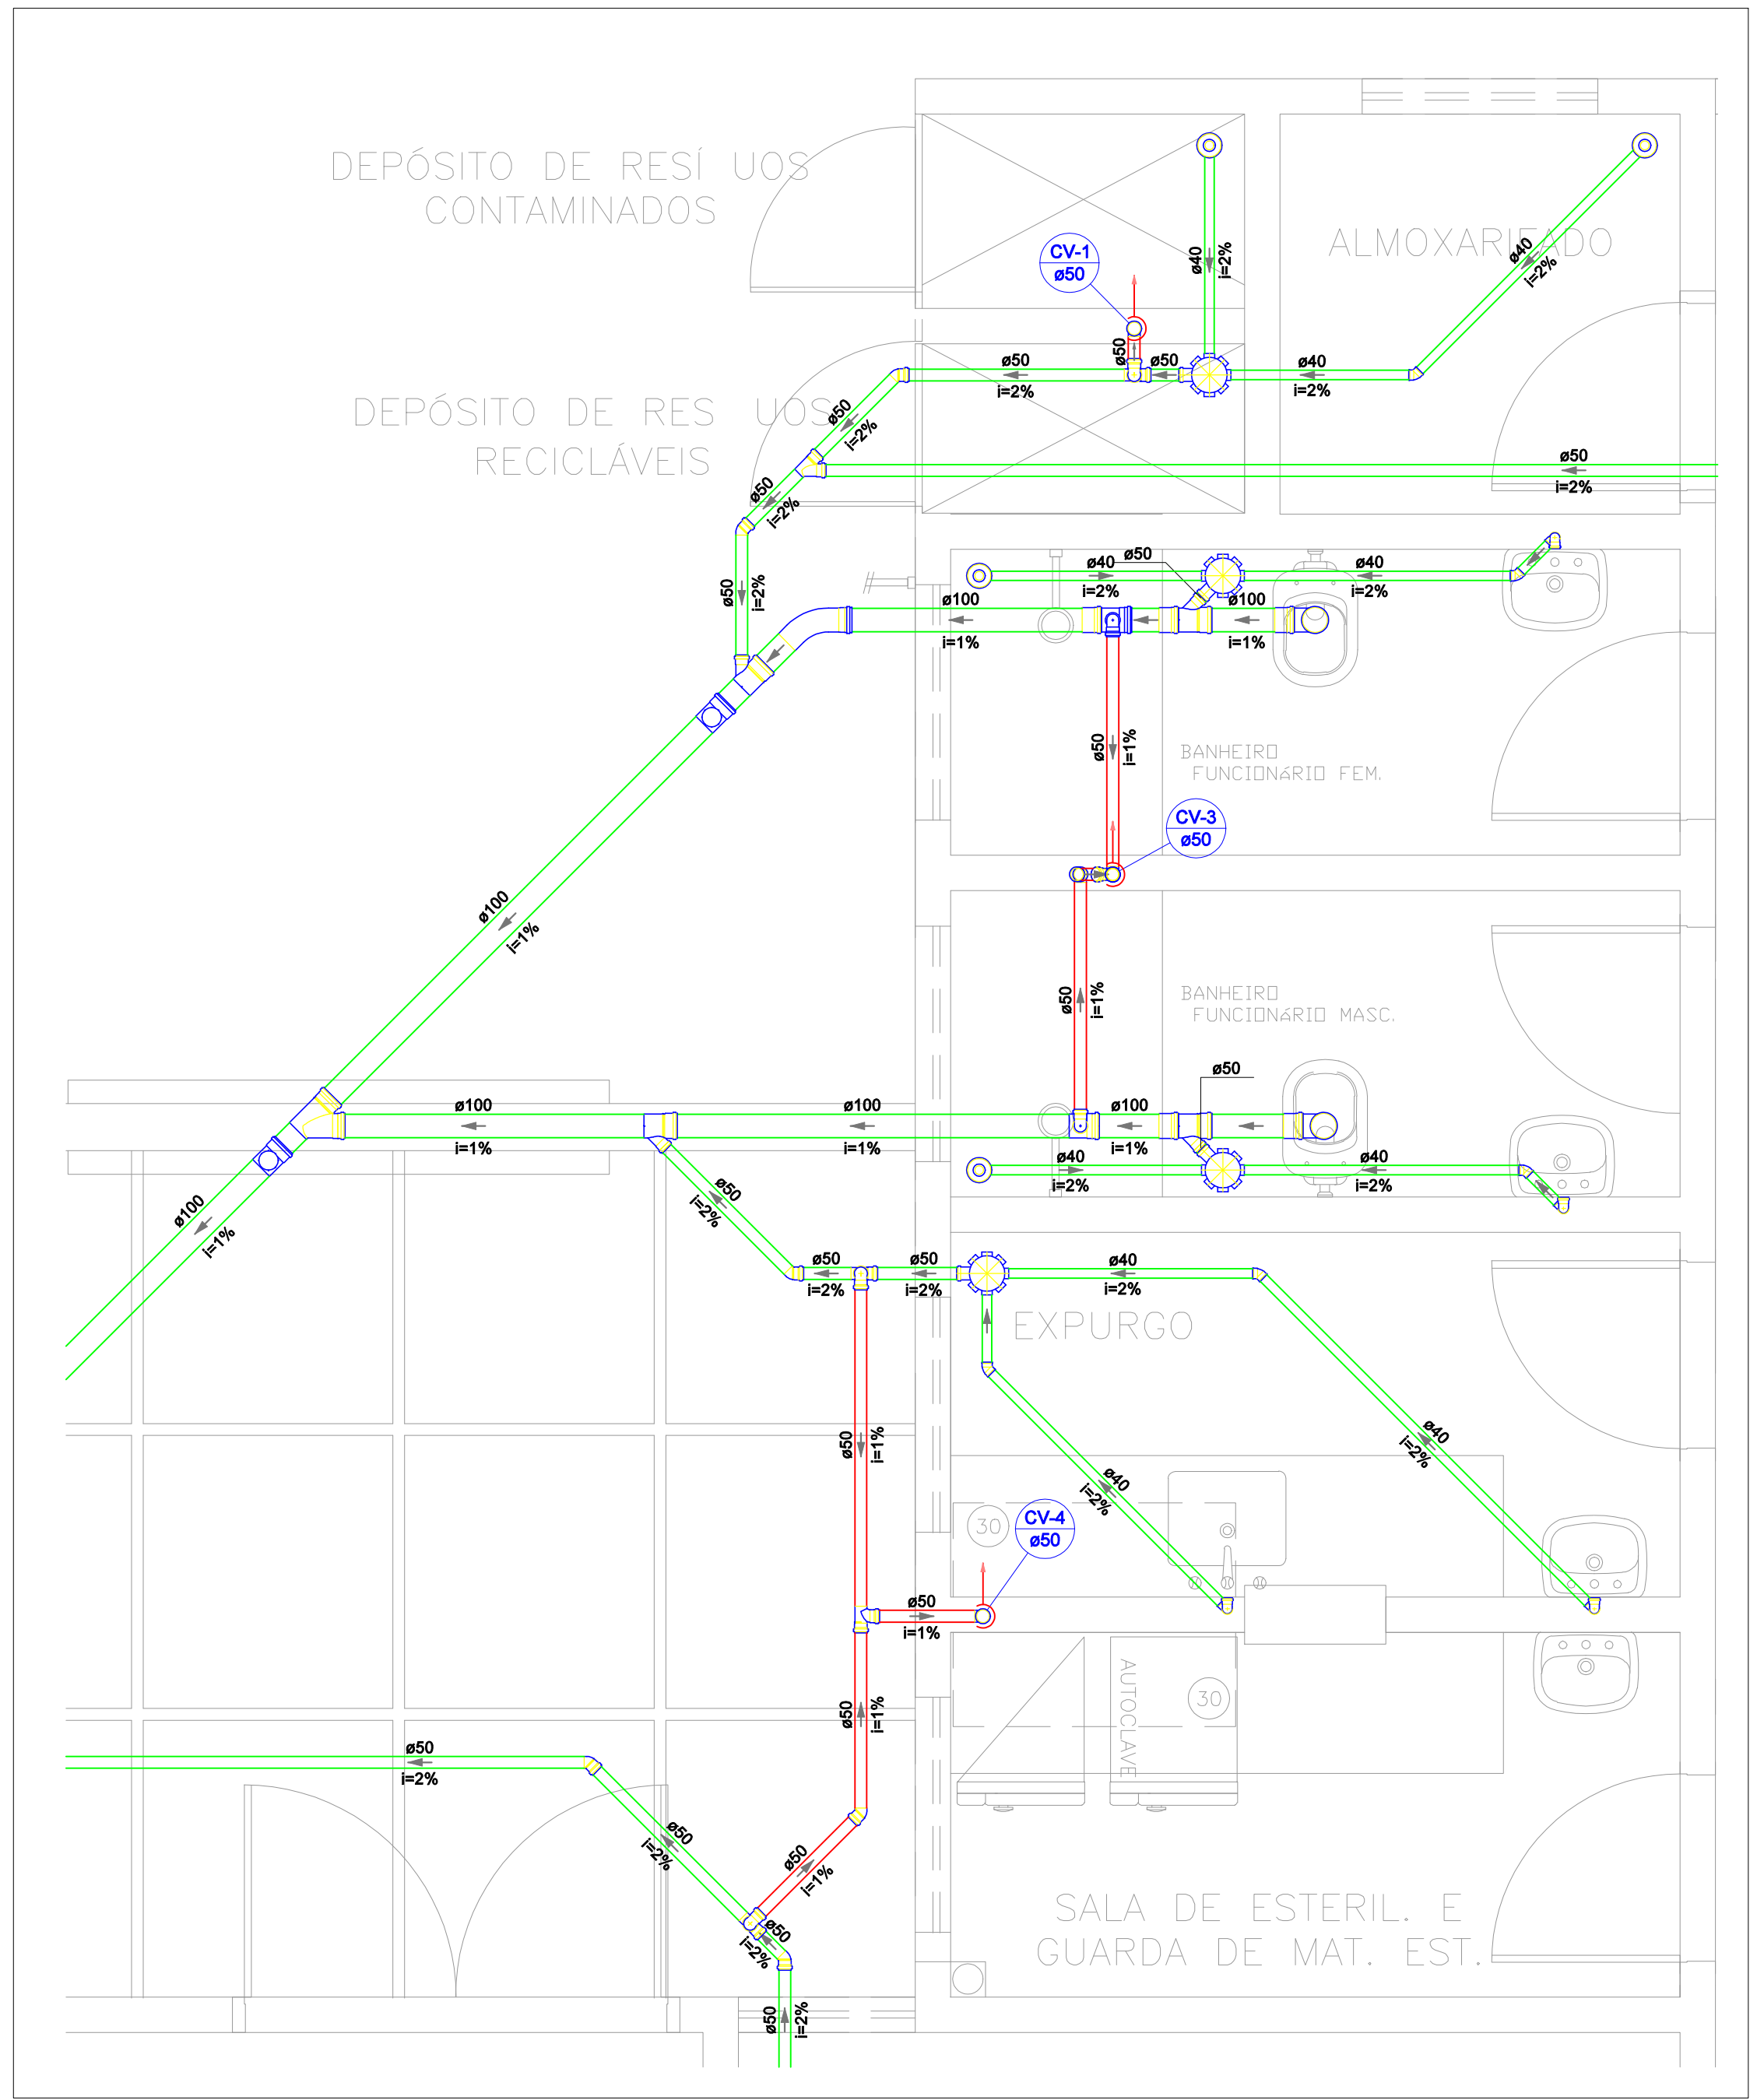 DEPÓSITO DE RESÍ UOS
CONTAMINADOS
ALMOXARIFADO
CV-1
ø50
ø40
i=2%
ø40
i=2%
ø50
ø50
i=2%
ø50
ø40
i=2%
DEPÓSITO DE RES UOS
RECICLÁVEIS
ø50
i=2%
ø50
i=2%
ø50
i=2%
ø50
i=2%
ø50
ø40
i=2%
ø40
i=2%
ø100
i=1%
ø100
i=1%
ø50
i=1%
BANHEIRO
FUNCIONÁRIO FEM.
CV-3
ø50
ø100
i=1%
ø50
i=1%
BANHEIRO
FUNCIONÁRIO MASC.
ø50
ø100
i=1%
ø100
i=1%
ø100
i=1%
ø40
i=2%
ø40
i=2%
ø100
i=1%
ø50
i=2%
ø50
i=2%
ø50
i=2%
ø40
i=2%
EXPURGO
ø50
i=1%
ø40
i=2%
ø40
i=2%
30
CV-4
ø50
ø50
i=1%
AUTOCLAVE
30
ø50
i=1%
ø50
i=2%
ø50
i=2%
ø50
i=1%
ø50
i=2%
SALA DE ESTERIL. E
GUARDA DE MAT. EST.
ø50
i=2%